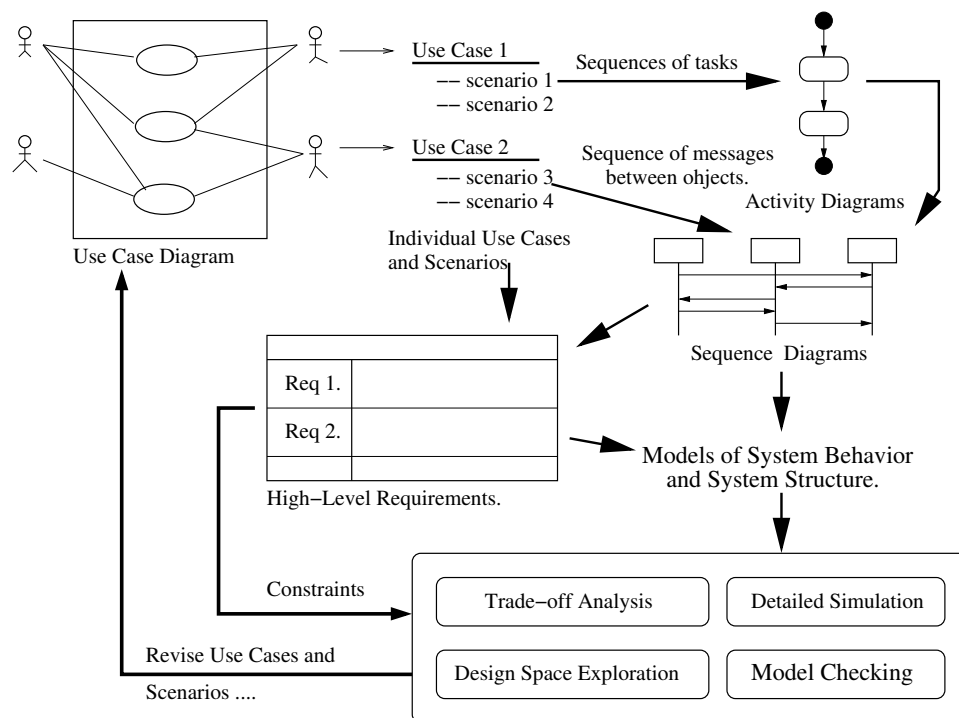 Use Case 1
−− scenario 1
−− scenario 2
Sequences of tasks
Use Case 2
−− scenario 3
−− scenario 4
Sequence of messages
between ohjects.
Activity Diagrams
Use Case Diagram
Individual Use Cases
and Scenarios
Sequence Diagrams
Req 1.
Req 2.
High−Level Requirements.
Models of System Behavior
and System Structure.
Constraints
Trade−off Analysis
Detailed Simulation
Design Space Exploration
Model Checking
Revise Use Cases and
Scenarios ....